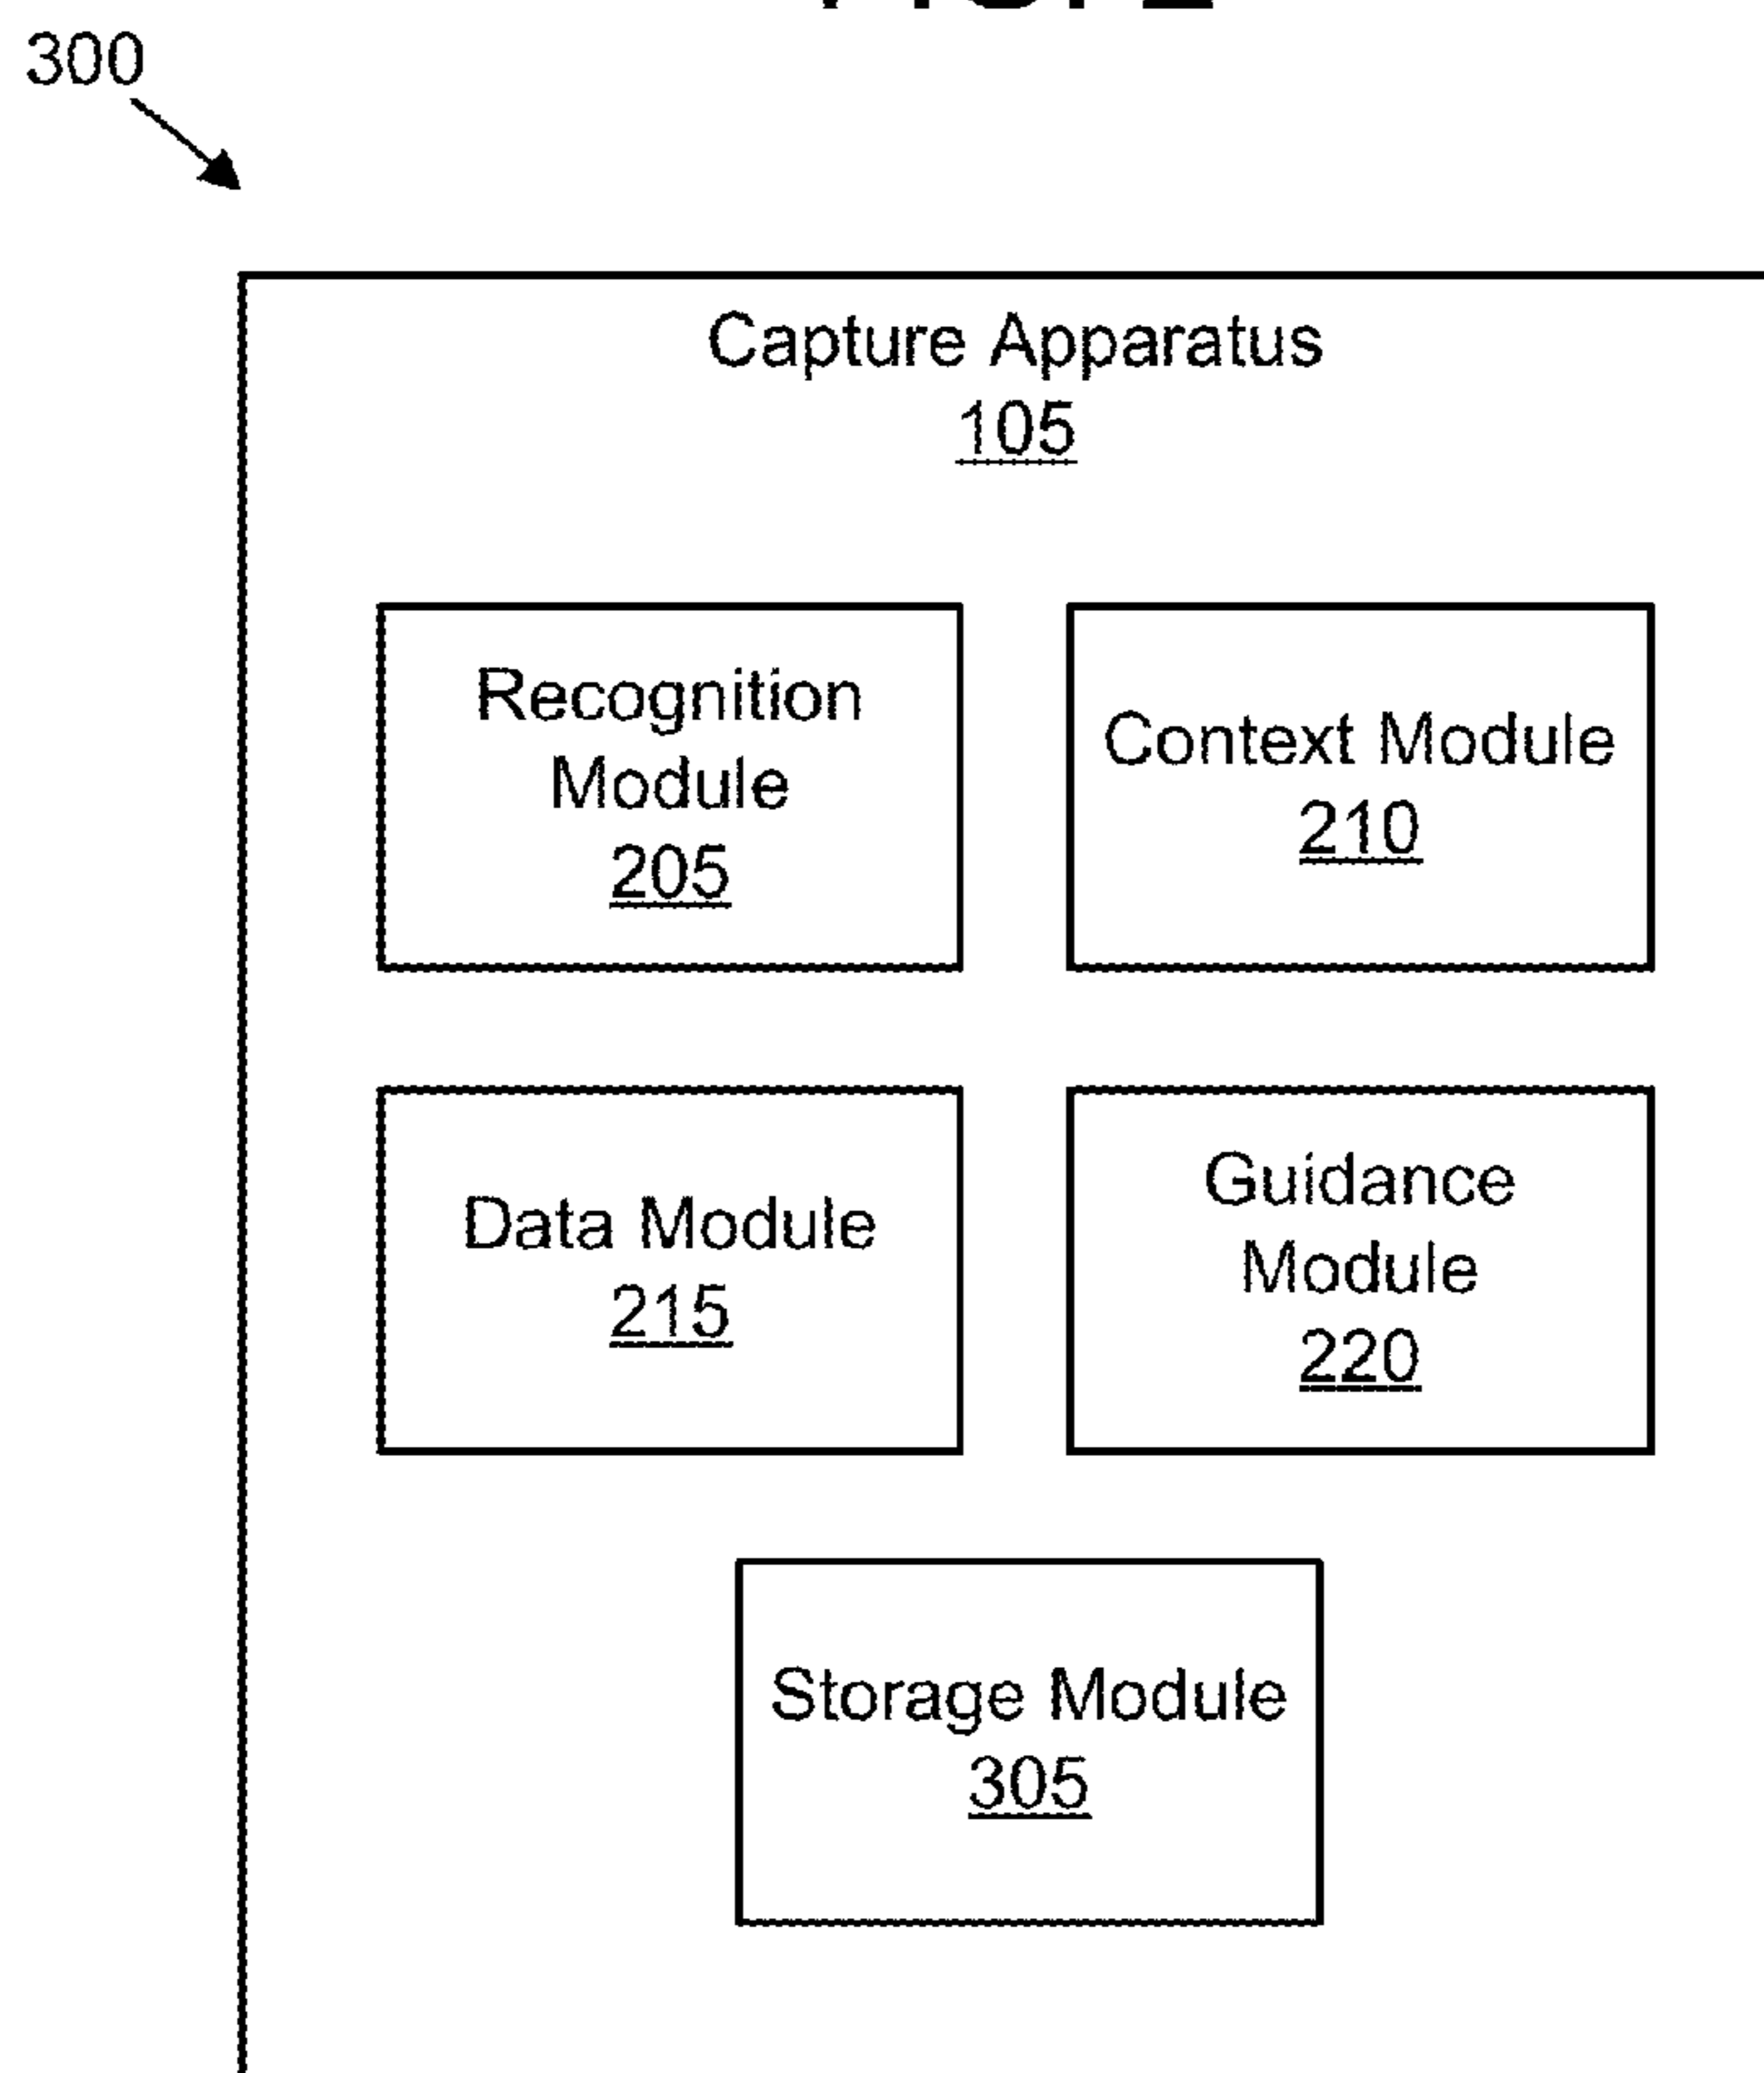 300
Capture Apparatus
105
Recognition
Module
205
Context Module
210
Data Module
215
Guidance
Module
220
Storage Module
305